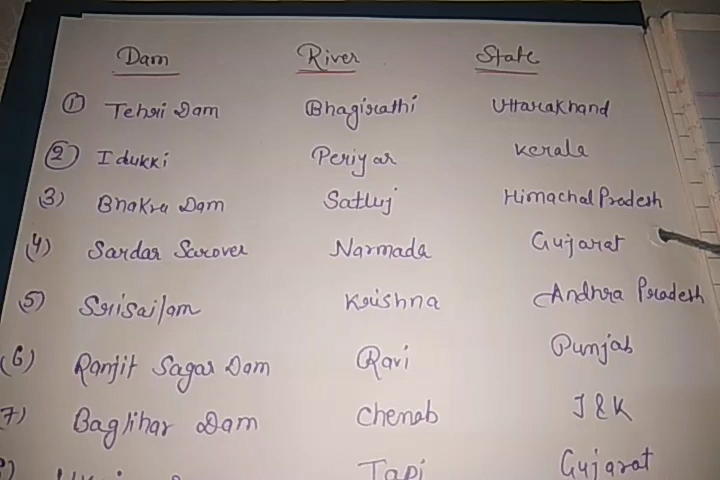 Dam River State
(1) Tehri Dam Bhagirathi Uttarakhand
(2) Idukki Periyar Kerala
(3) Bhakra Dam Satluj Himachal Pradesh
(4) Sardar Sarover Narmada Gujarat
(5) Srisailam Krishna Andhra Pradesh
(6) Ranjit Sagar Dam Ravi Punjab
7) Baglihar Dam Chenab J&K
Tapi Gujarat